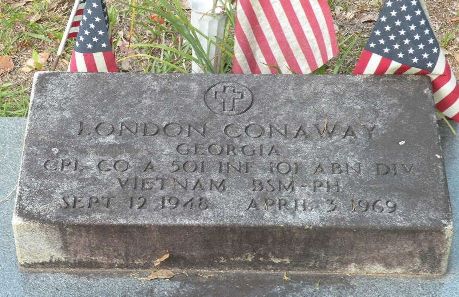 LONDON CONAWAY
GEORGIA
CPL CO A 501 INF 101 ABN DIV
VIETNAM BSM-PH
SEPT 12 1948 APRIL 3 1969